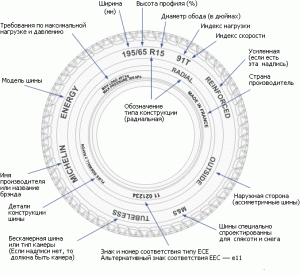 Ширина
(мм)
Высота профиля (%)
Диаметр обода (в дюймах)
Индекс нагрузки
Индекс скорости
Требования по максимальной
нагрузке и давлению
Усиленная
(если есть
эта надпись)
Страна
производитель
Модель шины
195/65 R15
91T
RADIAL
REINFORCED
MADE IN FRANCE
ENERGY
Обозначение
типа конструкции
(радиальная)
MICHELIN
OUTSIDE
Имя
производителя
или название
брэнда
Наружная сторона
(асимметричные шины)
Детали
конструкции
шины
11 021234
TUBELESS
M&S
Шины специально
спроектированны
для слякоти и снега
Бескамерная шина
или тип камеры
(Если надписи нет, то
должна быть камера)
Знак и номер соответствия типу ECE
Альтернативный знак соответствия EEC — e11